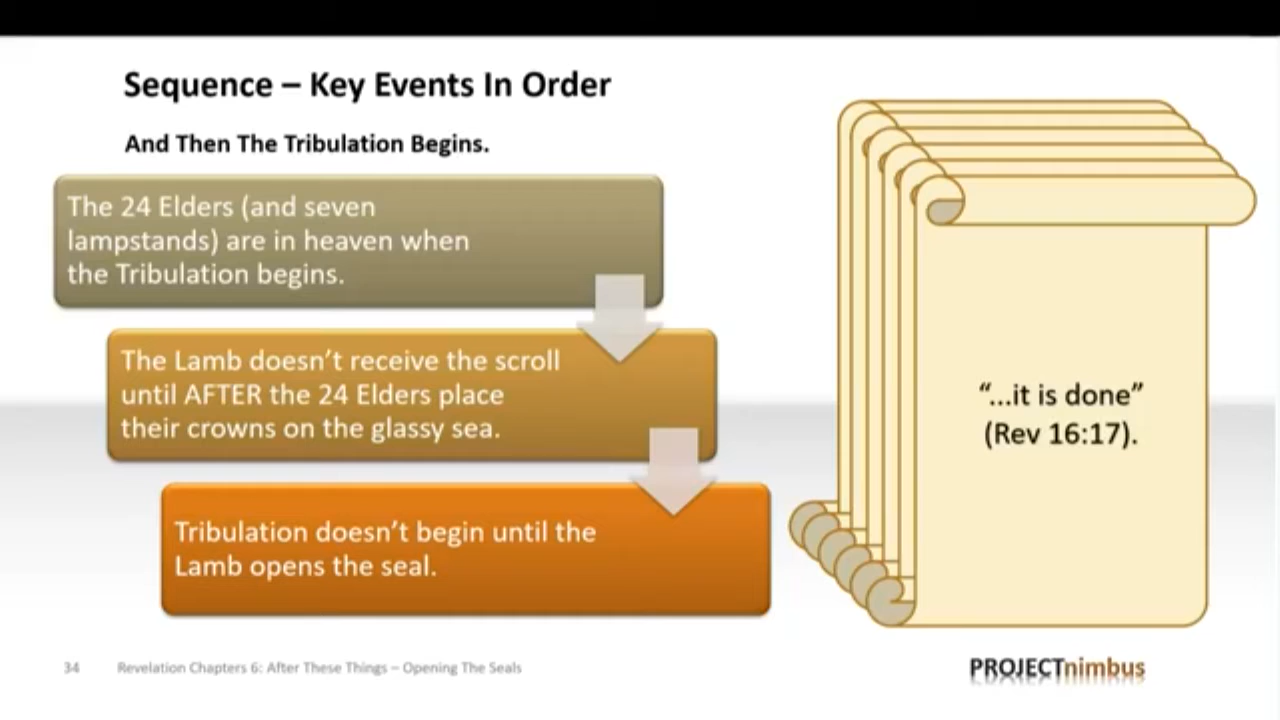 Sequence – Key Events In Order
And Then The Tribulation Begins.
The 24 Elders (and seven
lampstands) are in heaven when
the Tribulation begins.
The Lamb doesn’t receive the scroll
until AFTER the 24 Elders place
their crowns on the glassy sea.
Tribulation doesn’t begin until the
Lamb opens the seal.
“...it is done”
(Rev 16:17).
34 Revelation Chapters 6: After These Things – Opening The Seals
PROJECTnimbus